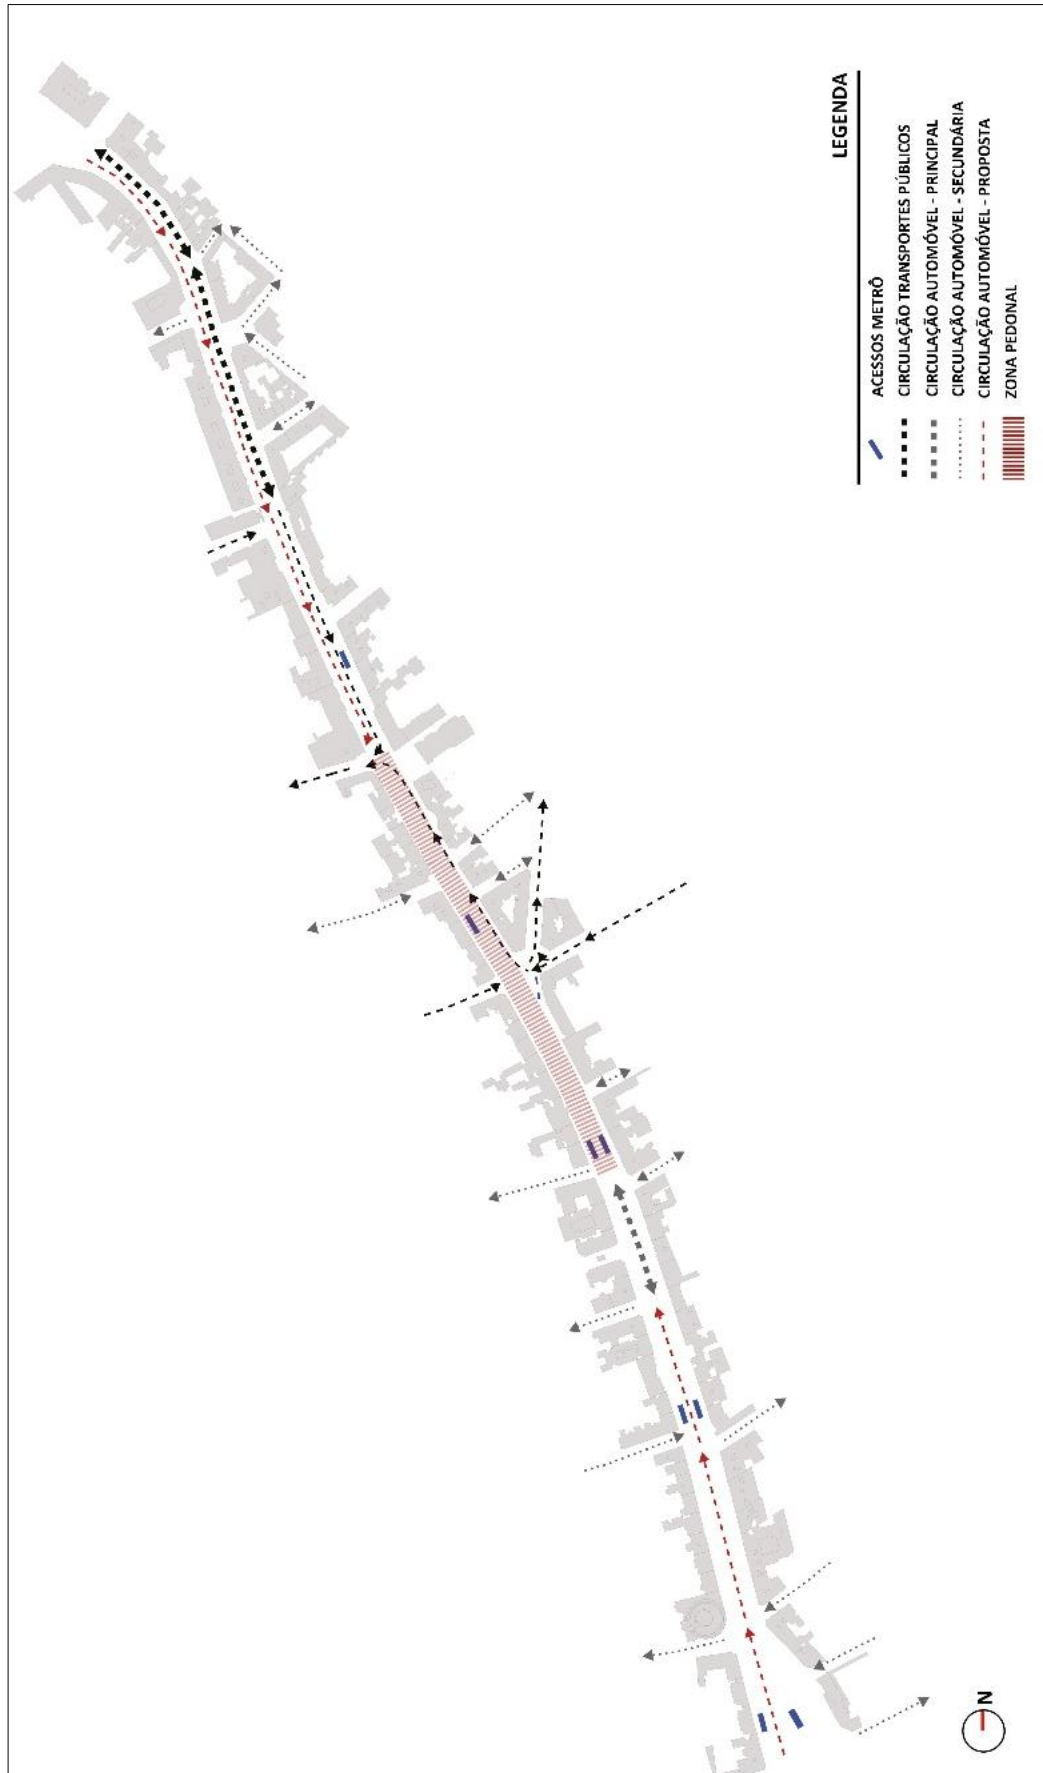 LEGENDA
ACESSOS METRÔ
CIRCULAÇÃO TRANSPORTES PÚBLICOS
CIRCULAÇÃO AUTOMÓVEL - PRINCIPAL
CIRCULAÇÃO AUTOMÓVEL - SECUNDÁRIA
CIRCULAÇÃO AUTOMÓVEL - PROPOSTA
ZONA PEDONAL
N